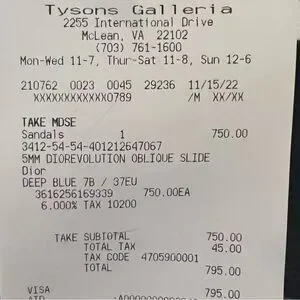 Tysons Galleria
2255 International Drive
McLean, VA 22102
(703) 761-1600
Mon-Wed 11-7, Thur-Sat 11-8, Sun 12-6
210762 0023 0045 29236 11/15/22
XXXXXXXXXXXX0789 /M XX/XX
TAKE MDSE
Sandals 1 750.00
3412-54-54-401212647067
5MM DIOREVOLUTION OBLIQUE SLIDE
Dior
DEEP BLUE 7B / 37EU
3616256169339 750.00EA
6.000% TAX 10200
TAKE SUBTOTAL 750.00
TOTAL TAX 45.00
TAX CODE 4705900001
TOTAL 795.00
VISA 795.00